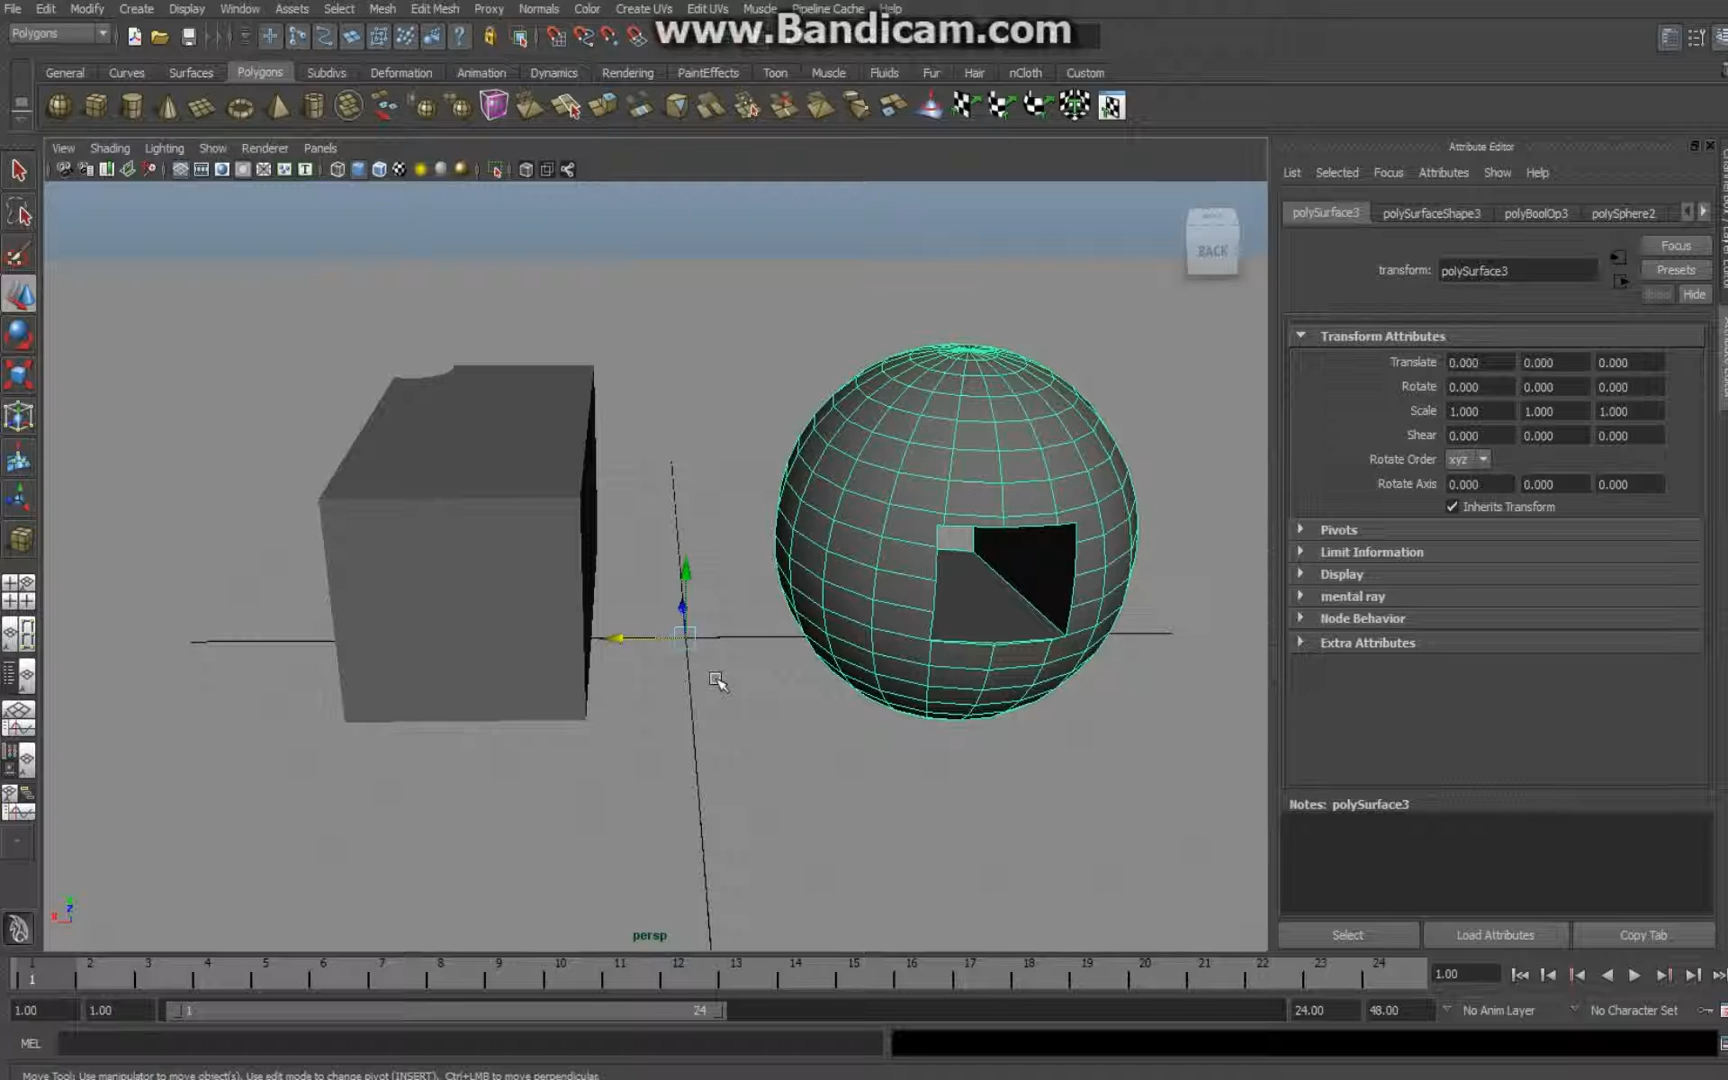 File Edit Modify Create Display Window Assets Select Mesh Edit Mesh Proxy Normals Color Create UVs Edit UVs Muscle Pipeline Cache Help
Polygons
www.Bandicam.com
General Curves Surfaces Polygons Subdivs Deformation Animation Dynamics Rendering PaintEffects Toon Muscle Fluids Fur Hair nCloth Custom
View Shading Lighting Show Renderer Panels
Attribute Editor
List Selected Focus Attributes Show Help
polySurface3 polySurfaceShape3 polyBoolOp3 polySphere2
BACK
Focus
transform: polySurface3
Presets
Hide
Transform Attributes
Translate 0.000 0.000 0.000
Rotate 0.000 0.000 0.000
Scale 1.000 1.000 1.000
Shear 0.000 0.000 0.000
Rotate Order xyz
Rotate Axis 0.000 0.000 0.000
Inherits Transform
Pivots
Limit Information
Display
mental ray
Node Behavior
Extra Attributes
Notes: polySurface3
z
x
persp
Select Load Attributes Copy Tab
1 2 3 4 5 6 7 8 9 10 11 12 13 14 15 16 17 18 19 20 21 22 23 24
1
1.00
1.00 1.00 1 24 24.00 48.00 No Anim Layer No Character Set
MEL
Move Tool: Use manipulator to move object(s). Use edit mode to change pivot (INSERT). Ctrl+LMB to move perpendicular.